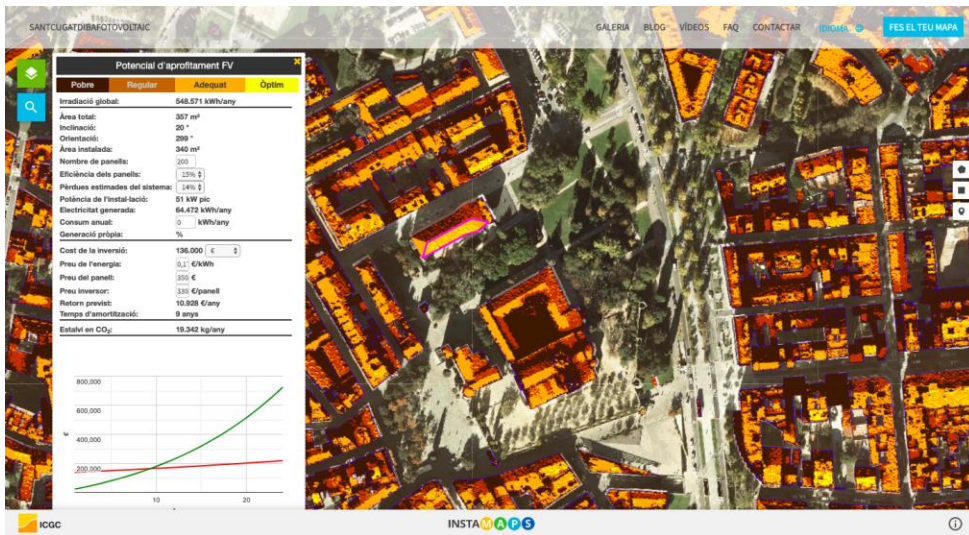 SANTCUGATDIBAFOTOVOLTAIC GALERIA BLOG VÍDEOS FAQ CONTACTAR IDIOMA FES EL TEU MAPA
Potencial d'aprofitament FV
Pobre Regular Adequat Òptim
Irradiació global: 548.571 kWh/any
Àrea total: 357 m²
Inclinació: 20 °
Orientació: 299 °
Àrea instalada: 340 m²
Nombre de panells: 200
Eficiència dels panells: 15%
Pèrdues estimades del sistema: 14%
Potència de l'instal·lació: 51 kW pic
Electricitat generada: 64.472 kWh/any
Consum anual: 0 kWh/any
Generació pròpia: %
Cost de la inversió: 136.000 €
Preu de l'energia: 0,1 €/kWh
Preu del panell: 350 €
Preu inversor: 330 €/panell
Retorn previst: 10.928 €/any
Temps d'amortització: 9 anys
Estalvi en CO₂: 19.342 kg/any
800,000
600,000
€
400,000
200,000
10 20
ICGC INSTAMAPS